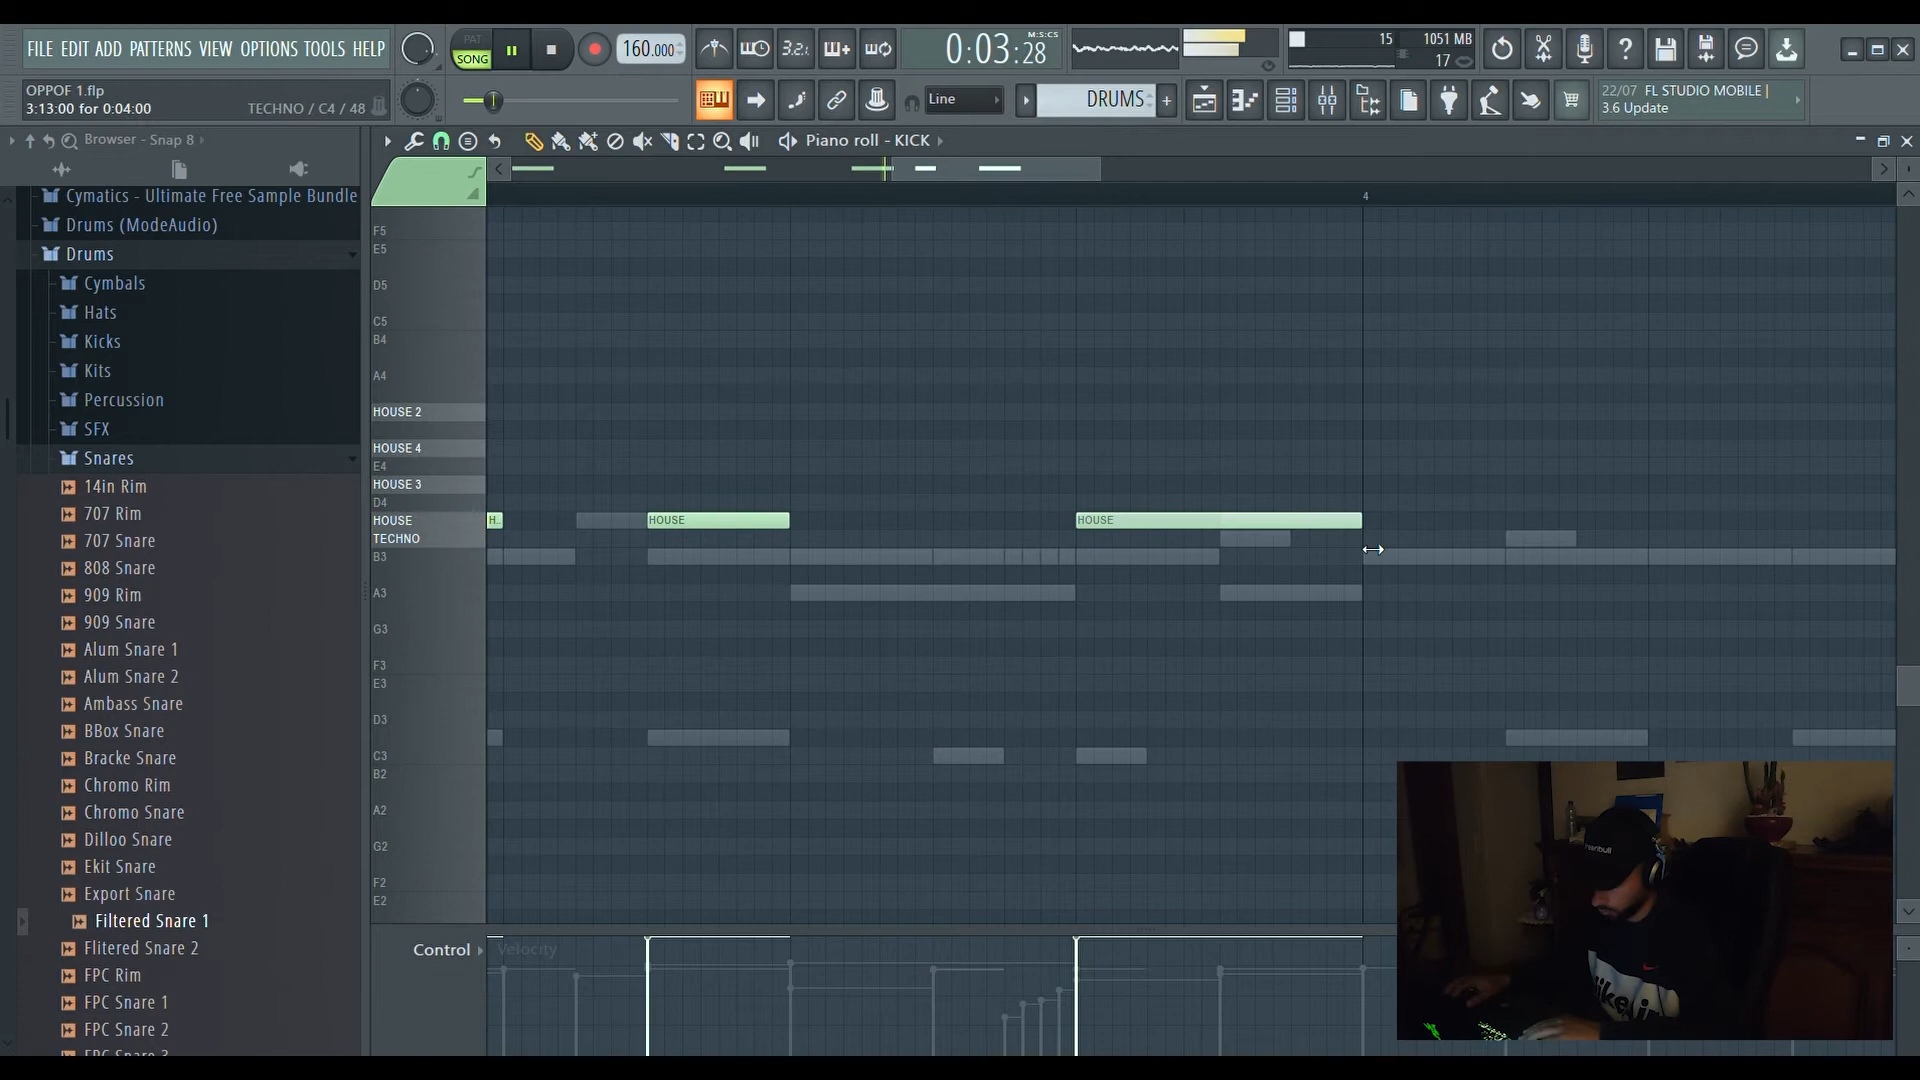 FILE EDIT ADD PATTERNS VIEW OPTIONS TOOLS HELP
PAT
SONG
160.000
3.2.
M:S:CS
0:03:28
15
1051 MB
17
OPPOF 1.flp
3:13:00 for 0:04:00
TECHNO / C4 / 48
Line
DRUMS
22/07 FL STUDIO MOBILE |
3.6 Update
Browser - Snap 8
Piano roll - KICK
4
Cymatics - Ultimate Free Sample Bundle
Drums (ModeAudio)
Drums
Cymbals
Hats
Kicks
Kits
Percussion
SFX
Snares
14in Rim
707 Rim
707 Snare
808 Snare
909 Rim
909 Snare
Alum Snare 1
Alum Snare 2
Ambass Snare
BBox Snare
Bracke Snare
Chromo Rim
Chromo Snare
Dilloo Snare
Ekit Snare
Export Snare
Filtered Snare 1
Flitered Snare 2
FPC Rim
FPC Snare 1
FPC Snare 2
FPC Snare 3
F5
E5
D5
C5
B4
A4
HOUSE 2
HOUSE 4
E4
HOUSE 3
D4
HOUSE
TECHNO
B3
A3
G3
F3
E3
D3
C3
B2
A2
G2
F2
E2
H..
HOUSE
HOUSE
Control
Velocity